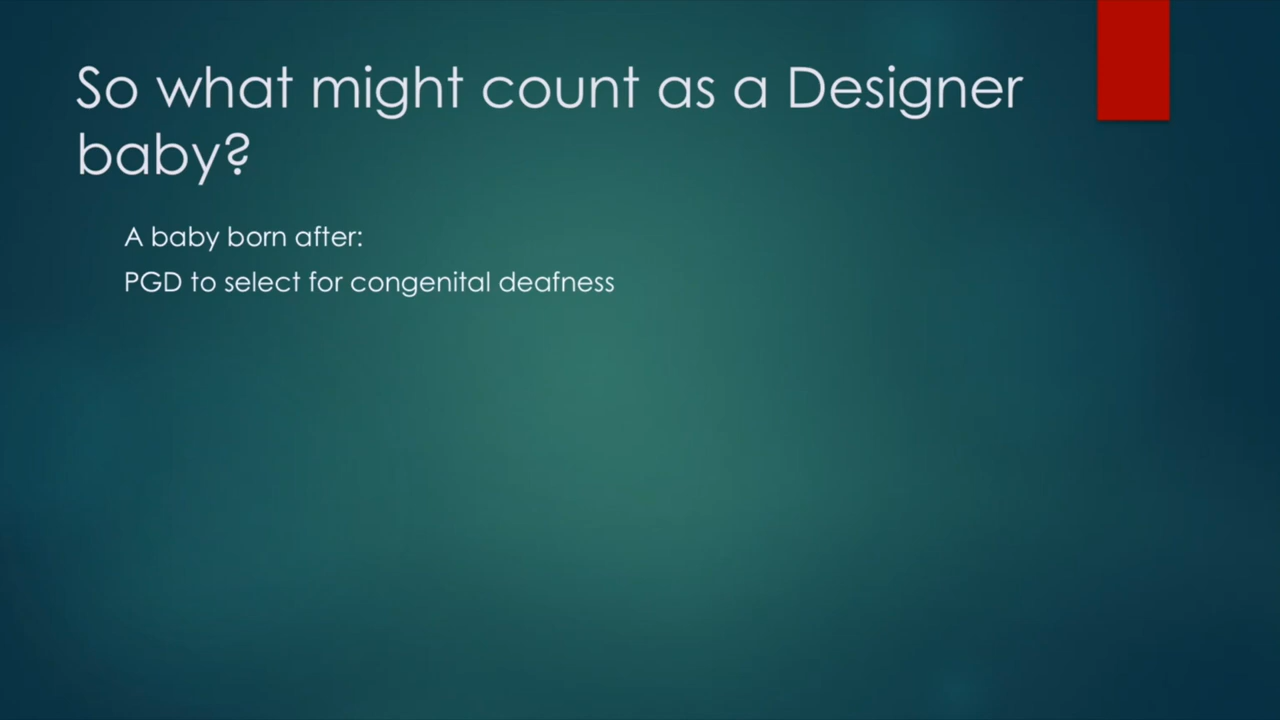 So what might count as a Designer
baby?
A baby born after:
PGD to select for congenital deafness